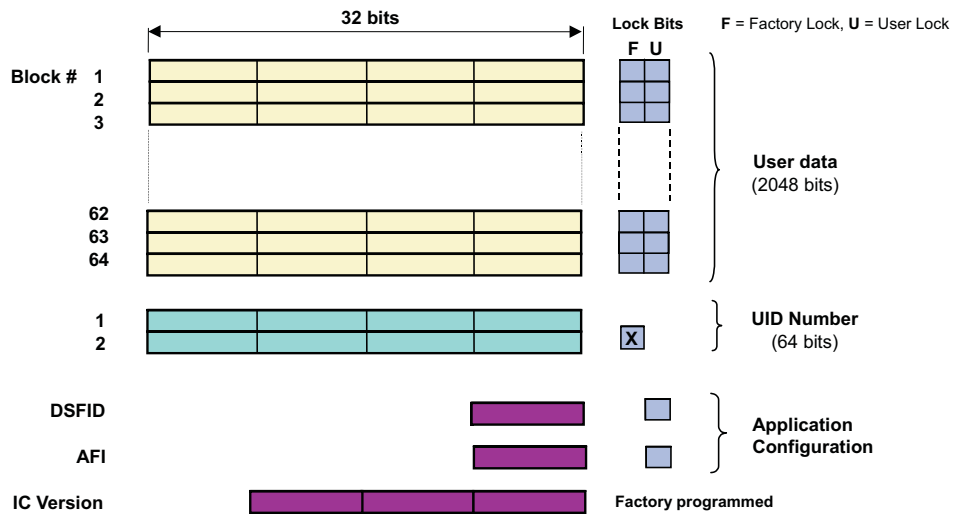 32 bits
Lock Bits
F = Factory Lock, U = User Lock
F U
Block # 1
2
3
User data
(2048 bits)
62
63
64
1
2
X
UID Number
(64 bits)
DSFID
AFI
Application
Configuration
IC Version
Factory programmed